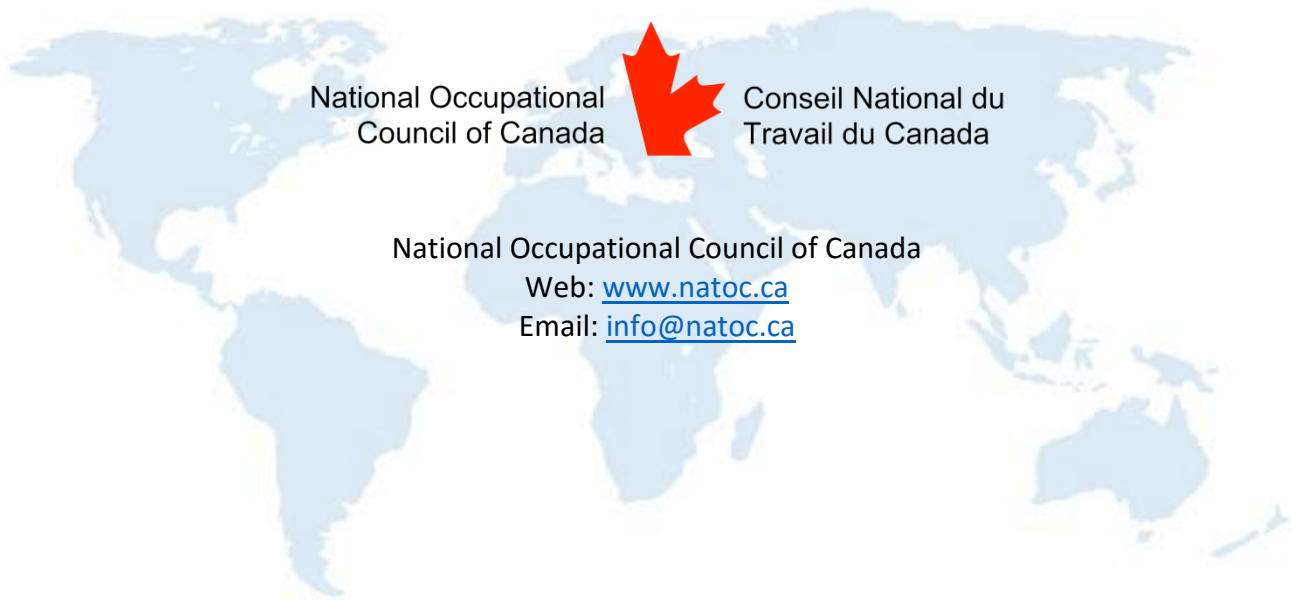 National Occupational
Council of Canada
Conseil National du
Travail du Canada
National Occupational Council of Canada
Web: www.natoc.ca
Email: info@natoc.ca